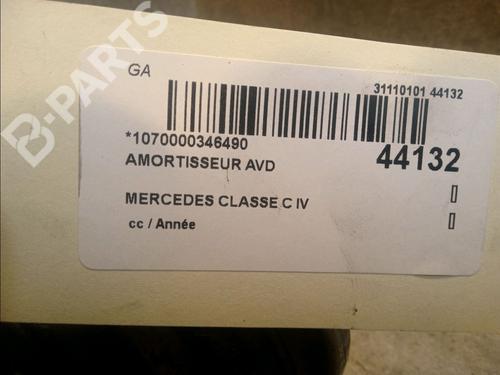 GA
31110101 44132
*1070000346490
44132
AMORTISSEUR AVD
MERCEDES CLASSE C IV
cc / Année
B-PARTS